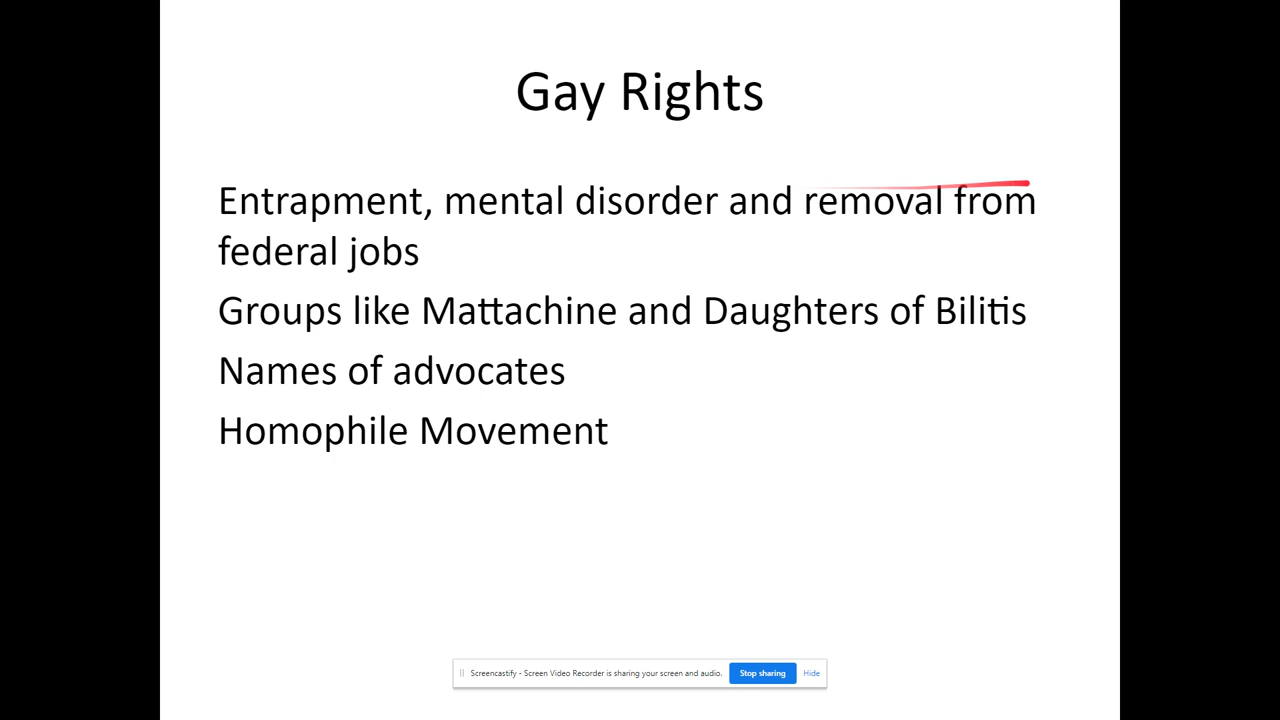 Gay Rights
Entrapment, mental disorder and removal from
federal jobs
Groups like Mattachine and Daughters of Bilitis
Names of advocates
Homophile Movement
Screencastify - Screen Video Recorder is sharing your screen and audio. Stop sharing Hide